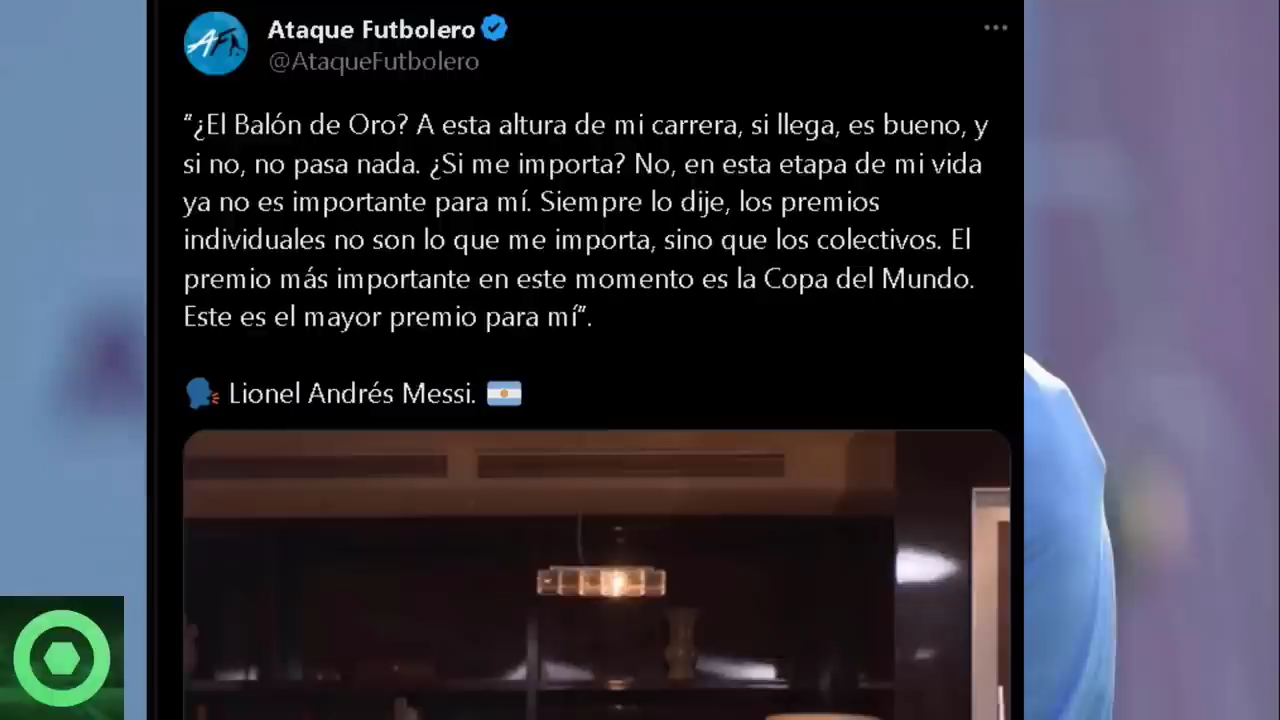 Ataque Futbolero
@AtaqueFutbolero
“¿El Balón de Oro? A esta altura de mi carrera, si llega, es bueno, y
si no, no pasa nada. ¿Si me importa? No, en esta etapa de mi vida
ya no es importante para mí. Siempre lo dije, los premios
individuales no son lo que me importa, sino que los colectivos. El
premio más importante en este momento es la Copa del Mundo.
Este es el mayor premio para mí”.
🗣️ Lionel Andrés Messi. 🇦🇷